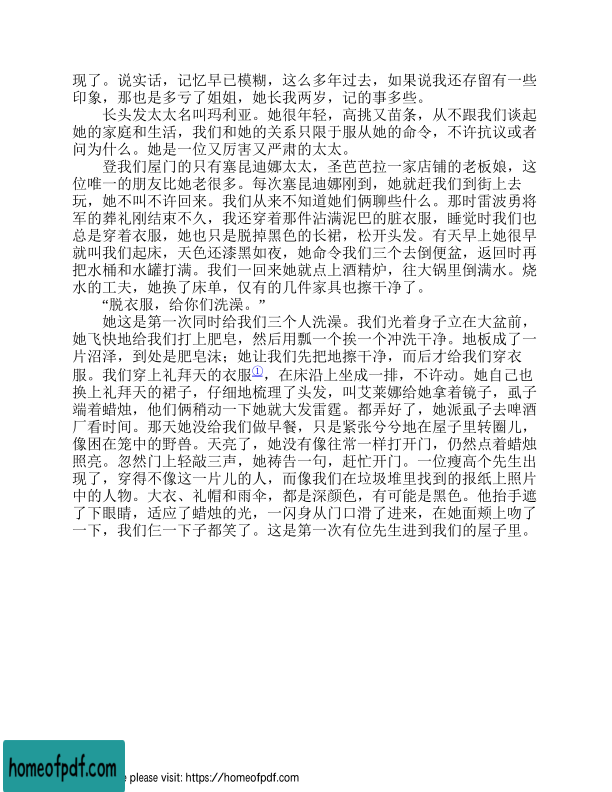 现了。说实话，记忆早已模糊，这么多年过去，如果说我还存留有一些
印象，那也是多亏了姐姐，她长我两岁，记的事多些。
长头发太太名叫玛利亚。她很年轻，高挑又苗条，从不跟我们谈起
她的家庭和生活，我们和她的关系只限于服从她的命令，不许抗议或者
问为什么。她是一位又厉害又严肃的太太。
登我们屋门的只有塞昆迪娜太太，圣芭芭拉一家店铺的老板娘，这
位唯一的朋友比她老很多。每次塞昆迪娜刚到，她就赶我们到街上去
玩，她不叫不许回来。我们从来不知道她们俩聊些什么。那时雷波勇将
军的葬礼刚结束不久，我还穿着那件沾满泥巴的脏衣服，睡觉时我们也
总是穿着衣服，她也只是脱掉黑色的长裙，松开头发。有天早上她很早
就叫我们起床，天色还漆黑如夜，她命令我们三个去倒便盆，返回时再
把水桶和水罐打满。我们一回来她就点上酒精炉，往大锅里倒满水。烧
水的工夫，她换了床单，仅有的几件家具也擦干净了。
“脱衣服，给你们洗澡。”
她这是第一次同时给我们三个人洗澡。我们光着身子立在大盆前，
她飞快地给我们打上肥皂，然后用瓢一个挨一个冲洗干净。地板成了一
片沼泽，到处是肥皂沫；她让我们先把地擦干净，而后才给我们穿衣
服。我们穿上礼拜天的衣服①，在床沿上坐成一排，不许动。她自己也
换上礼拜天的裙子，仔细地梳理了头发，叫艾莱娜给她拿着镜子，虱子
端着蜡烛，他们俩稍动一下她就大发雷霆。都弄好了，她派虱子去啤酒
厂看时间。那天她没给我们做早餐，只是紧张兮兮地在屋子里转圈儿，
像困在笼中的野兽。天亮了，她没有像往常一样打开门，仍然点着蜡烛
照亮。忽然门上轻敲三声，她祷告一句，赶忙开门。一位瘦高个先生出
现了，穿得不像这一片儿的人，而像我们在垃圾堆里找到的报纸上照片
中的人物。大衣、礼帽和雨伞，都是深颜色，有可能是黑色。他抬手遮
了下眼睛，适应了蜡烛的光，一闪身从门口滑了进来，在她面颊上吻了
一下，我们仨一下子都笑了。这是第一次有位先生进到我们的屋子里。
homeofpdf.com
please visit: https://homeofpdf.com